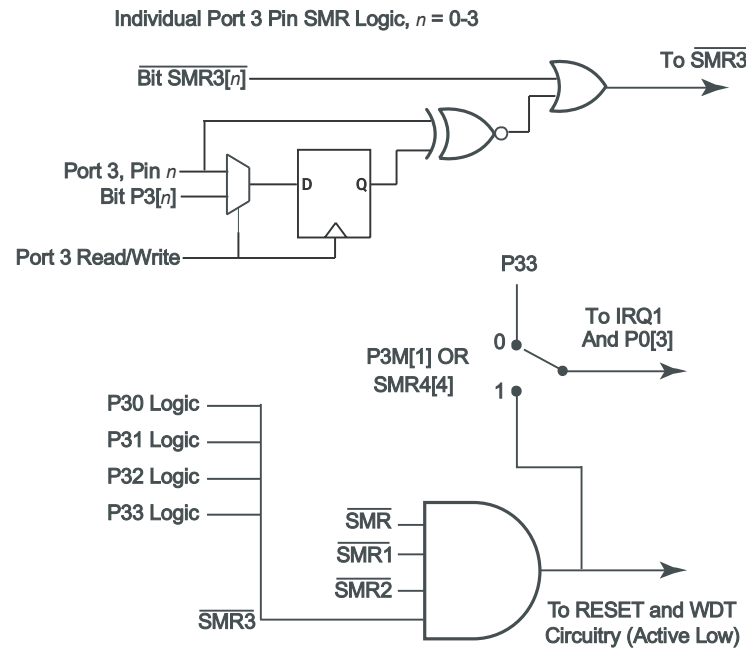 Individual Port 3 Pin SMR Logic, n = 0-3
To SMR3
Bit SMR3[n]
Port 3, Pin n
Bit P3[n]
D Q
Port 3 Read/Write
P33
To IRQ1
And P0[3]
0
P3M[1] OR
SMR4[4]
1
P30 Logic
P31 Logic
P32 Logic
P33 Logic
SMR
SMR1
SMR2
SMR3
To RESET and WDT
Circuitry (Active Low)